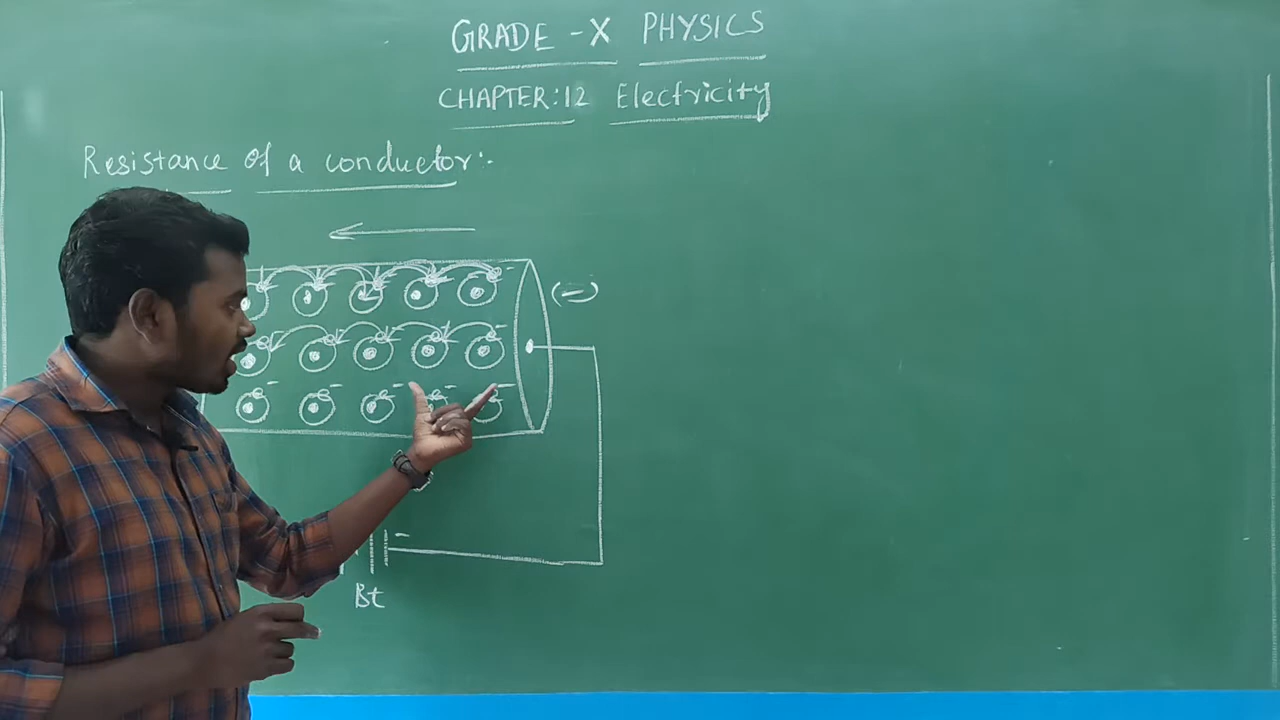 GRADE - X PHYSICS
CHAPTER: 12 Electricity
Resistance of a conductor:-
(-)
-
Bt